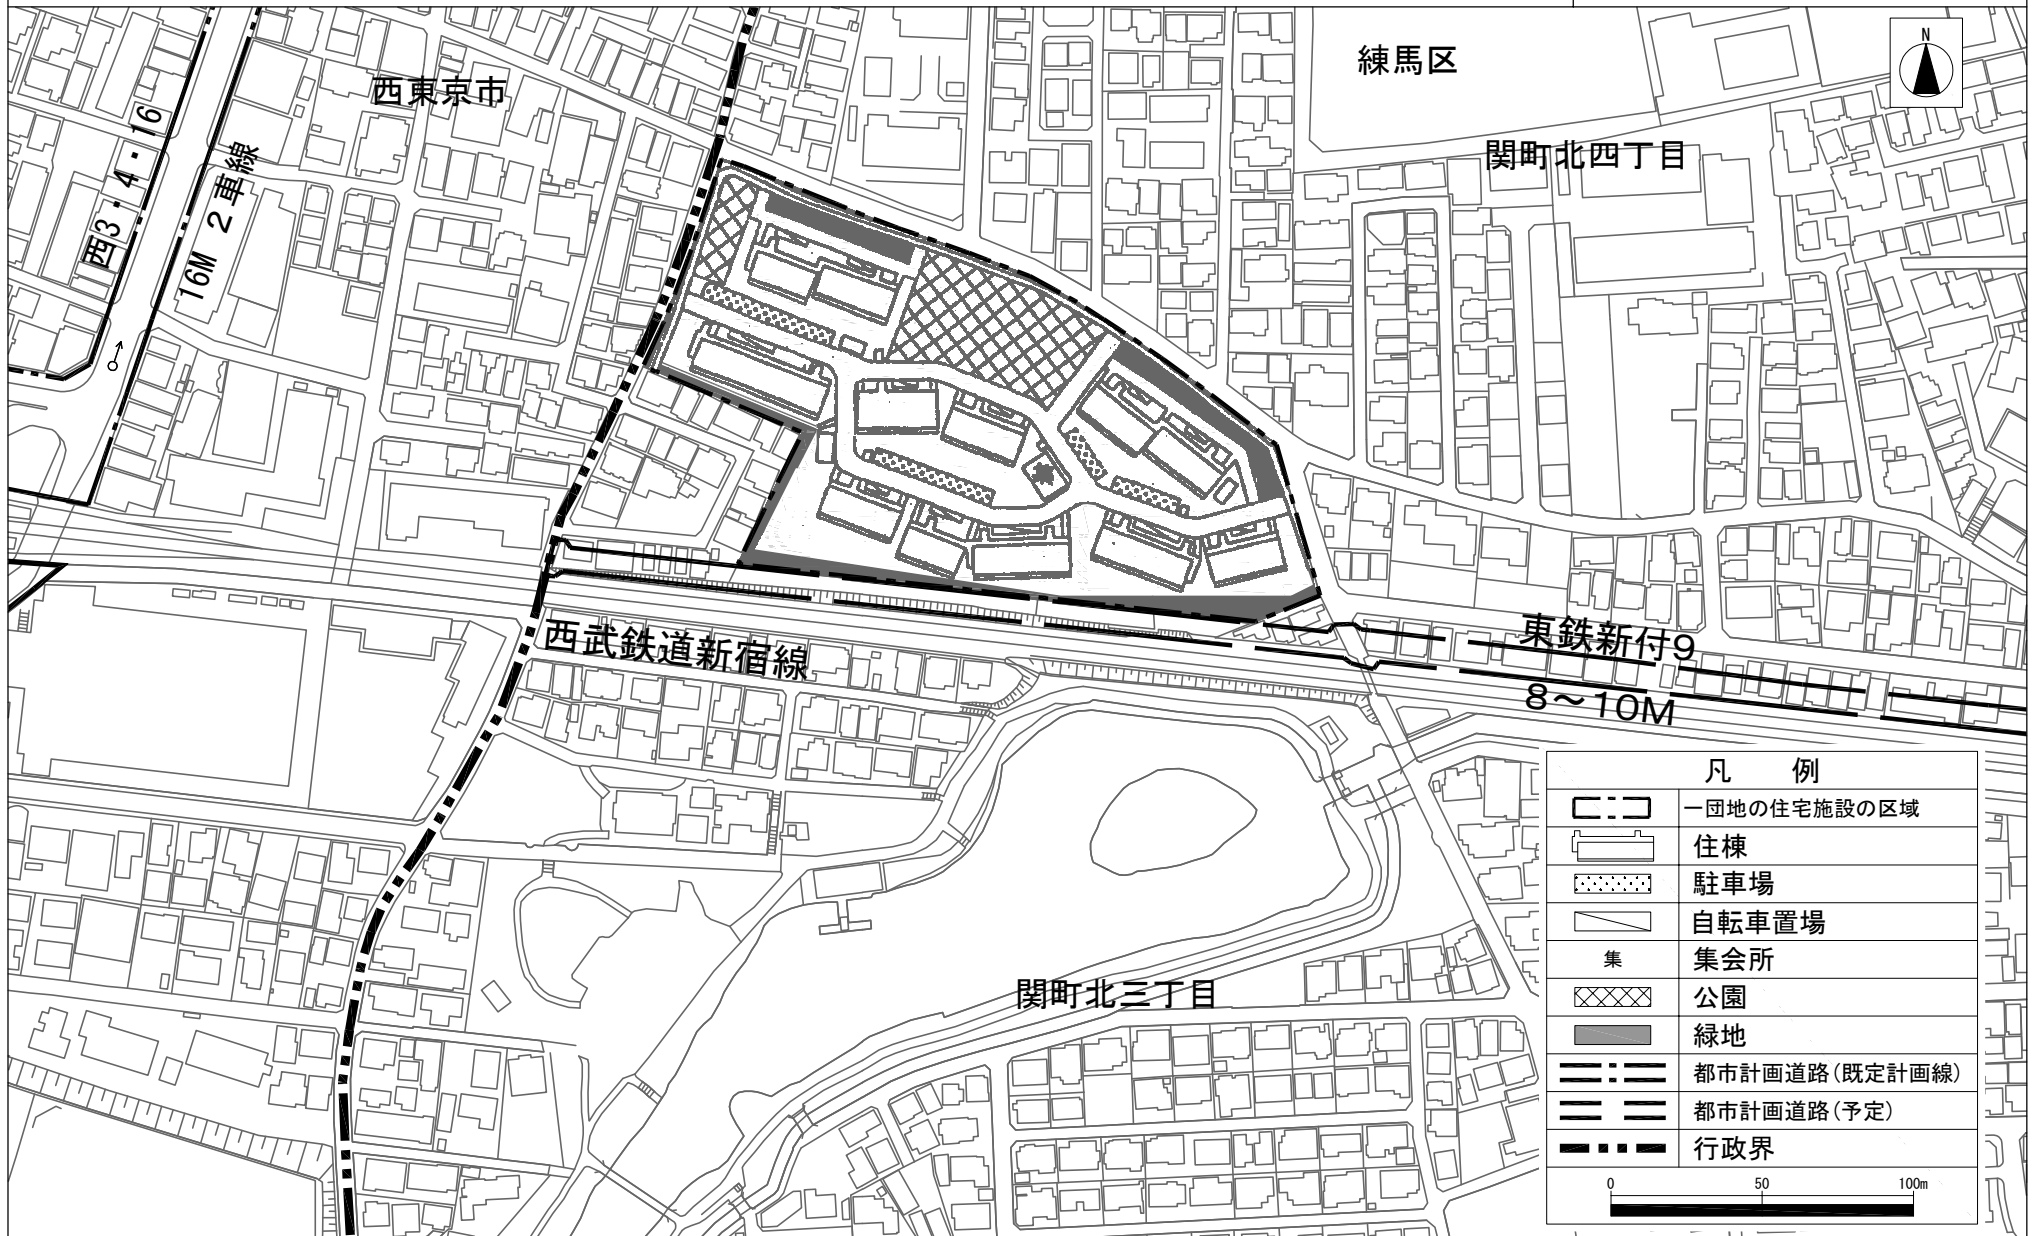 N
練馬区
西東京市
関町北四丁目
西3・4・16
16M 2車線
西武鉄道新宿線
東鉄新付9
8～10M
関町北三丁目
凡 例
一団地の住宅施設の区域
住棟
駐車場
自転車置場
集 集会所
公園
緑地
都市計画道路(既定計画線)
都市計画道路(予定)
行政界
0 50 100m